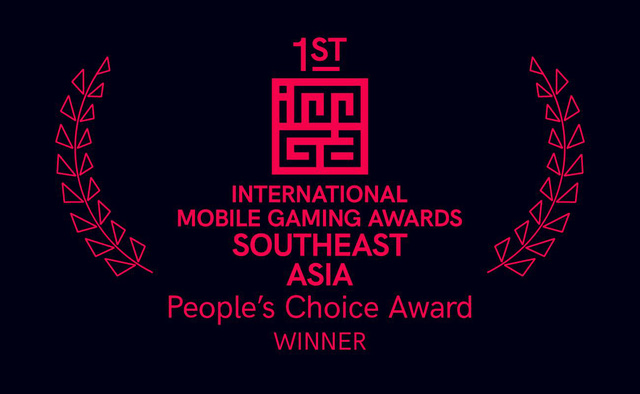 1ST
imga
INTERNATIONAL
MOBILE GAMING AWARDS
SOUTHEAST
ASIA
People's Choice Award
WINNER